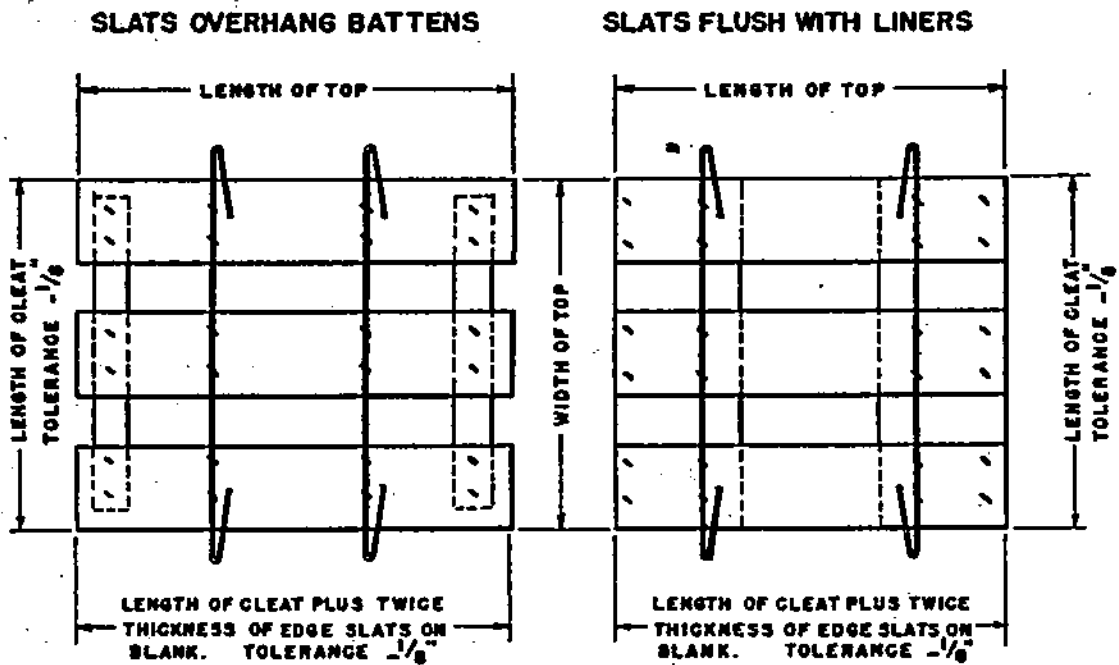 SLATS OVERHANG BATTENS
SLATS FLUSH WITH LINERS
LENGTH OF TOP
LENGTH OF TOP
LENGTH OF CLEAT
TOLERANCE -1/8"
WIDTH OF TOP
LENGTH OF CLEAT
TOLERANCE -1/8"
LENGTH OF CLEAT PLUS TWICE
THICKNESS OF EDGE SLATS ON
BLANK. TOLERANCE -1/8"
LENGTH OF CLEAT PLUS TWICE
THICKNESS OF EDGE SLATS ON
BLANK. TOLERANCE -1/8"